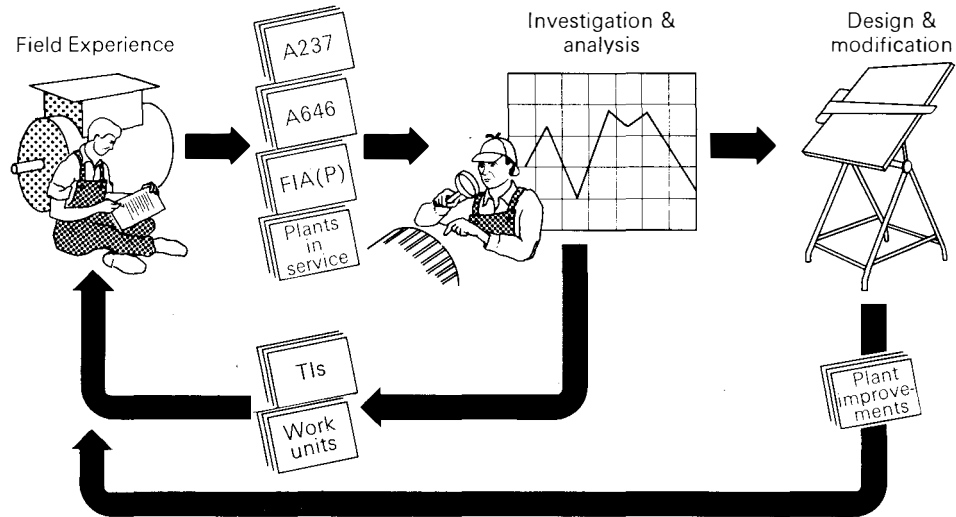 Field Experience
A237
A646
FIA(P)
Plants
in
service
Investigation &
analysis
Design &
modification
TIs
Work
units
Plant
improve-
ments